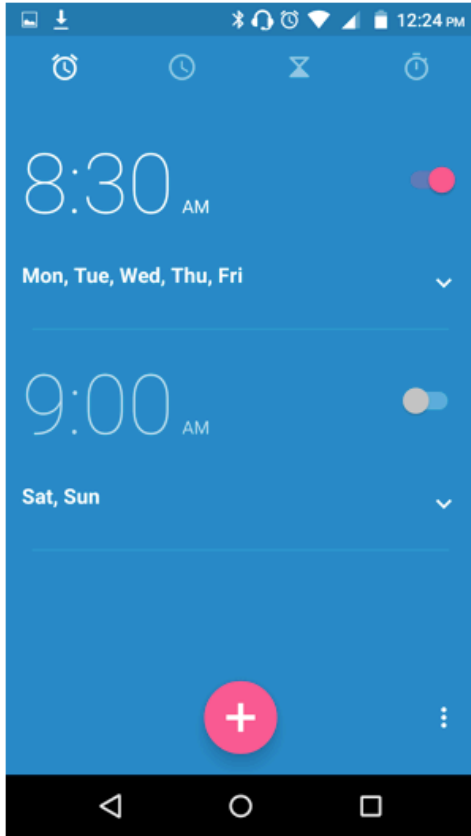 12:24 PM
8:30 AM
Mon, Tue, Wed, Thu, Fri
9:00 AM
Sat, Sun